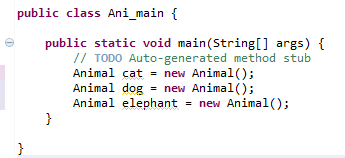 public class Ani_main {
public static void main(String[] args) {
// TODO Auto-generated method stub
Animal cat = new Animal();
Animal dog = new Animal();
Animal elephant = new Animal();
}
}